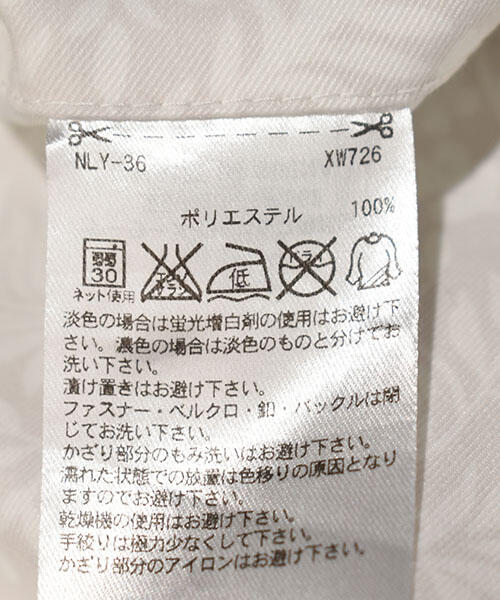 NLY-36 XW726
ポリエステル 100%
弱 30 エンソサラシ 低 ドライ
ネット使用
淡色の場合は蛍光増白剤の使用はお避け下
さい。濃色の場合は淡色のものと分けてお
洗い下さい。
漬け置きはお避け下さい。
ファスナー・ベルクロ・釦・バックルは閉
じてお洗い下さい。
かざり部分のもみ洗いはお避け下さい。
濡れた状態での放置は色移りの原因となり
ますのでお避け下さい。
乾燥機の使用はお避け下さい。
手絞りは極力少なくして下さい。
かざり部分のアイロンはお避け下さい。